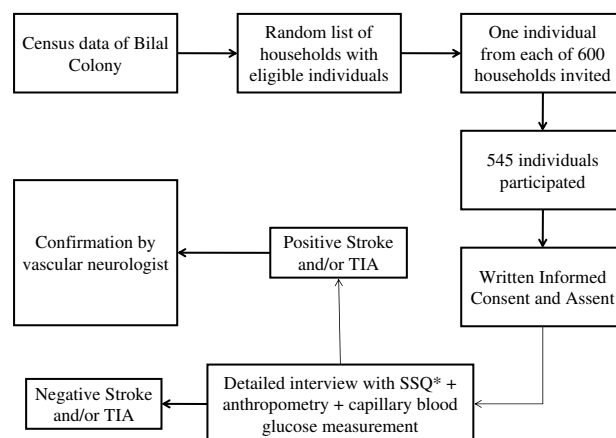 Census data of Bilal
Colony
Random list of
households with
eligible individuals
One individual
from each of 600
households invited
545 individuals
participated
Written Informed
Consent and Assent
Detailed interview with SSQ* +
anthropometry + capillary blood
glucose measurement
Positive Stroke
and/or TIA
Confirmation by
vascular neurologist
Negative Stroke
and/or TIA